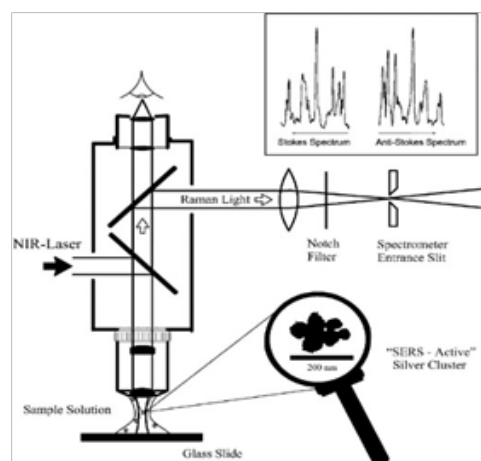 Stokes Spectrum
Anti-Stokes Spectrum
Raman Light
NIR-Laser
Notch
Filter
Spectrometer
Entrance Slit
200 nm
"SERS - Active"
Silver Cluster
Sample Solution
Glass Slide